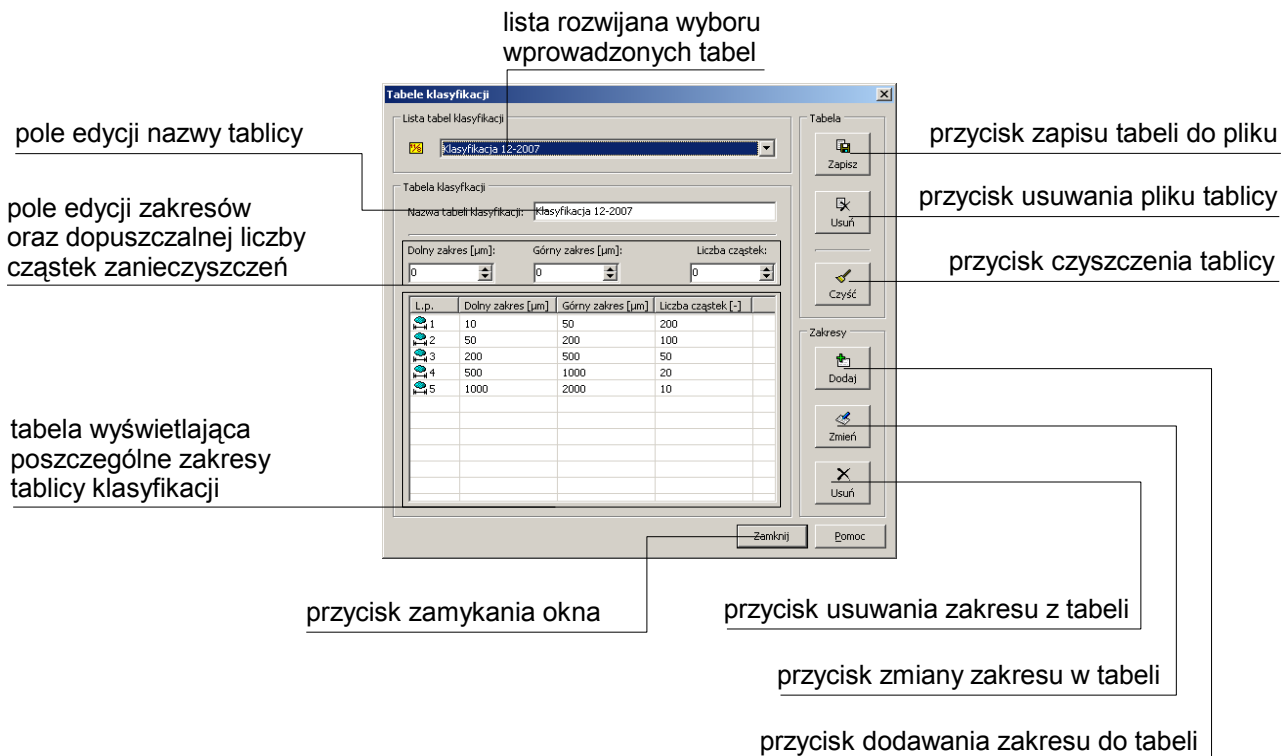 lista rozwijana wyboru
wprowadzonych tabel
Tabele klasyfikacji
Lista tabel klasyfikacji
Klasyfikacja 12-2007
Tabela
Zapisz
Usuń
Czyść
pole edycji nazwy tablicy
przycisk zapisu tabeli do pliku
przycisk usuwania pliku tablicy
przycisk czyszczenia tablicy
Tabela klasyfkacji
Nazwa tabeli klasyfikacji: Klasyfikacja 12-2007
pole edycji zakresów
oraz dopuszczalnej liczby
cząstek zanieczyszczeń
Dolny zakres [µm]: Górny zakres [µm]: Liczba cząstek:
0 0 0
L.p. Dolny zakres [µm] Górny zakres [µm] Liczba cząstek [-]
1 10 50 200
2 50 200 100
3 200 500 50
4 500 1000 20
5 1000 2000 10
Zakresy
Dodaj
Zmień
Usuń
tabela wyświetlająca
poszczególne zakresy
tablicy klasyfikacji
Zamknij Pomoc
przycisk zamykania okna
przycisk usuwania zakresu z tabeli
przycisk zmiany zakresu w tabeli
przycisk dodawania zakresu do tabeli